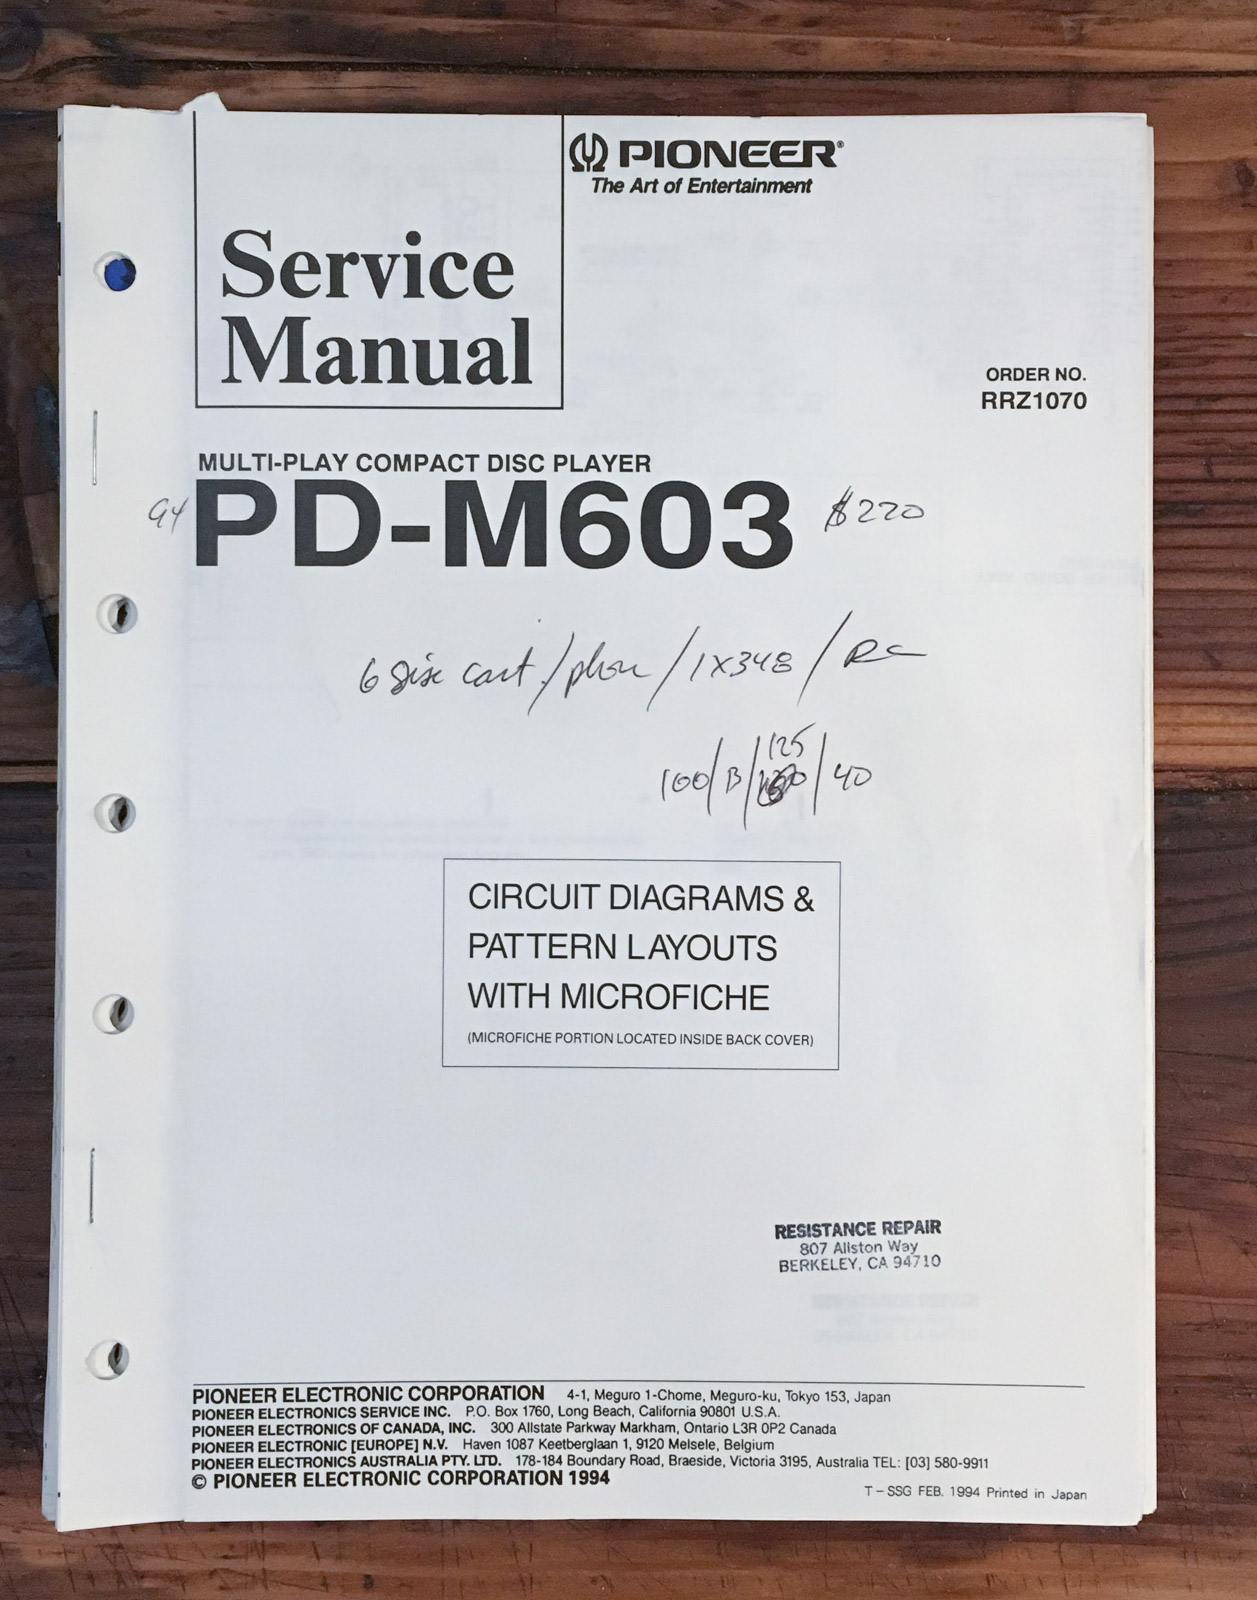 PIONEER®
The Art of Entertainment
Service
Manual
ORDER NO.
RRZ1070
MULTI-PLAY COMPACT DISC PLAYER
94 PD-M603 $220
6 disc cart / phon / 1X348 / RC
125
100/B/ /40
CIRCUIT DIAGRAMS &
PATTERN LAYOUTS
WITH MICROFICHE
(MICROFICHE PORTION LOCATED INSIDE BACK COVER)
RESISTANCE REPAIR
807 Allston Way
BERKELEY, CA 94710
PIONEER ELECTRONIC CORPORATION 4-1, Meguro 1-Chome, Meguro-ku, Tokyo 153, Japan
PIONEER ELECTRONICS SERVICE INC. P.O. Box 1760, Long Beach, California 90801 U.S.A.
PIONEER ELECTRONICS OF CANADA, INC. 300 Allstate Parkway Markham, Ontario L3R 0P2 Canada
PIONEER ELECTRONIC [EUROPE] N.V. Haven 1087 Keetberglaan 1, 9120 Melsele, Belgium
PIONEER ELECTRONICS AUSTRALIA PTY. LTD. 178-184 Boundary Road, Braeside, Victoria 3195, Australia TEL: [03] 580-9911
© PIONEER ELECTRONIC CORPORATION 1994
T – SSG FEB. 1994 Printed in Japan